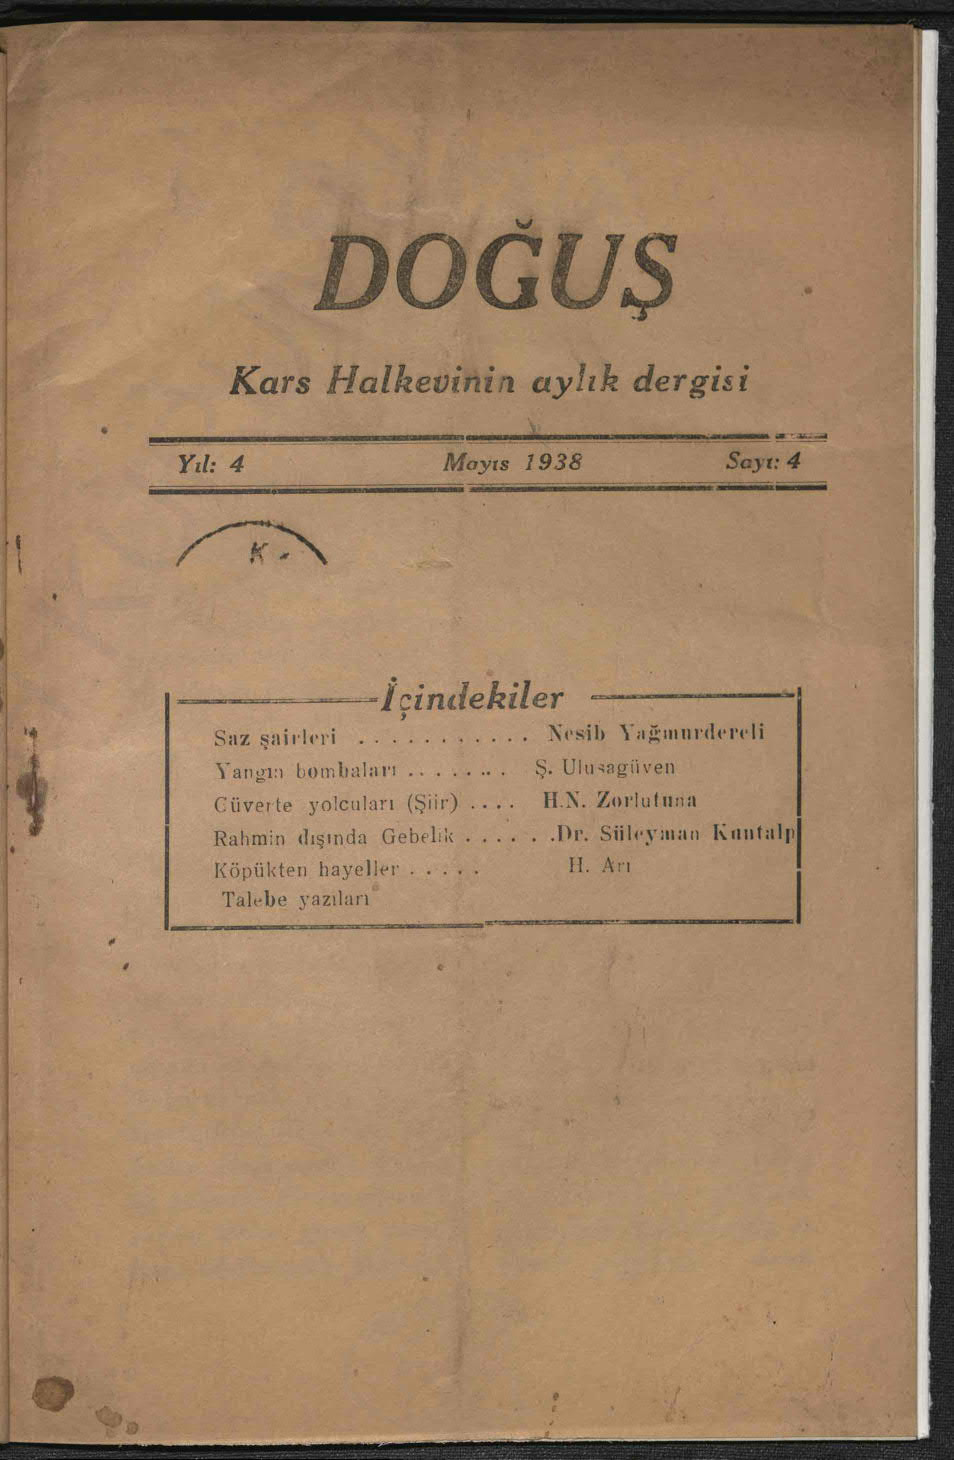 DOĞUŞ
Kars Halkevinin aylık dergisi
Yıl: 4 Mayıs 1938 Sayı: 4
K.
İçindekiler
Saz şairleri . . . . . . . . . . . Nesib Yağmurdereli
Yangın bombaları . . . . . .. . Ş. Ulusagüven
Güverte yolcuları (Şiir) . . . . H.N. Zorlutuna
Rahmin dışında Gebelik . . . . . .Dr. Süleyman Kuntalp
Köpükten hayeller . . . . . H. Arı
Talebe yazıları